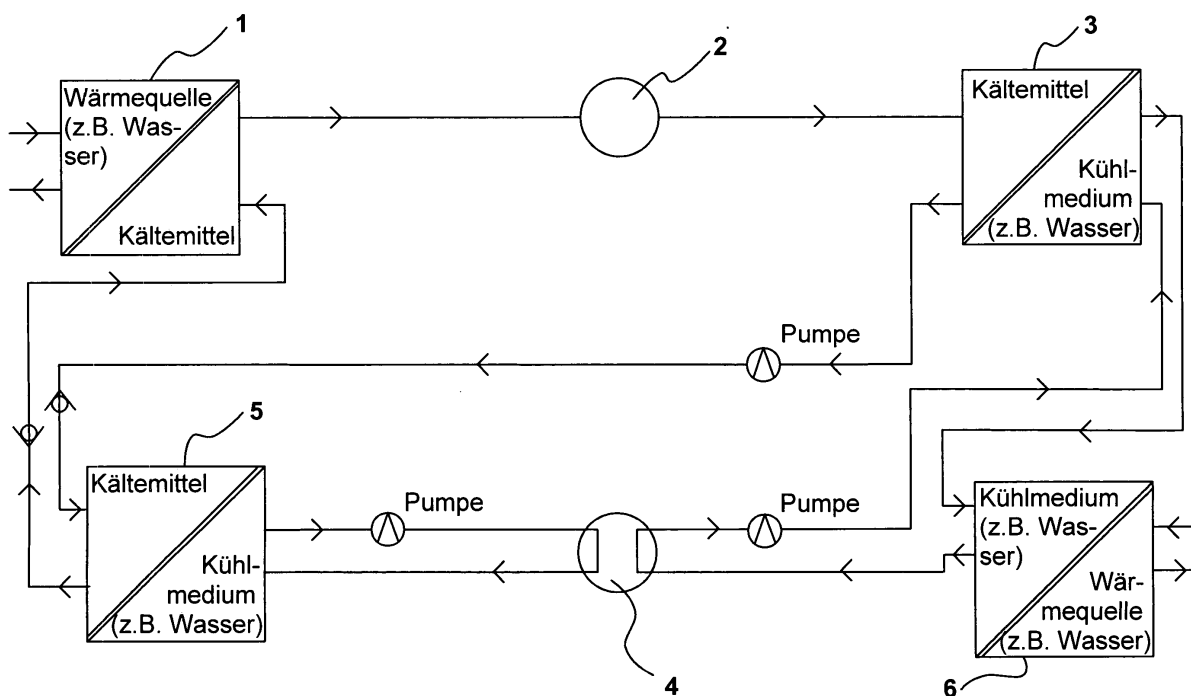 1
2
3
Wärmequelle
(z.B. Was-
ser)
Kältemittel
Kältemittel
Kühl-
medium
(z.B. Wasser)
Pumpe
5
Kältemittel
Kühl-
medium
(z.B. Wasser)
Pumpe
Pumpe
4
Kühlmedium
(z.B. Was-
ser)
Wär-
mequelle
(z.B. Wasser)
6